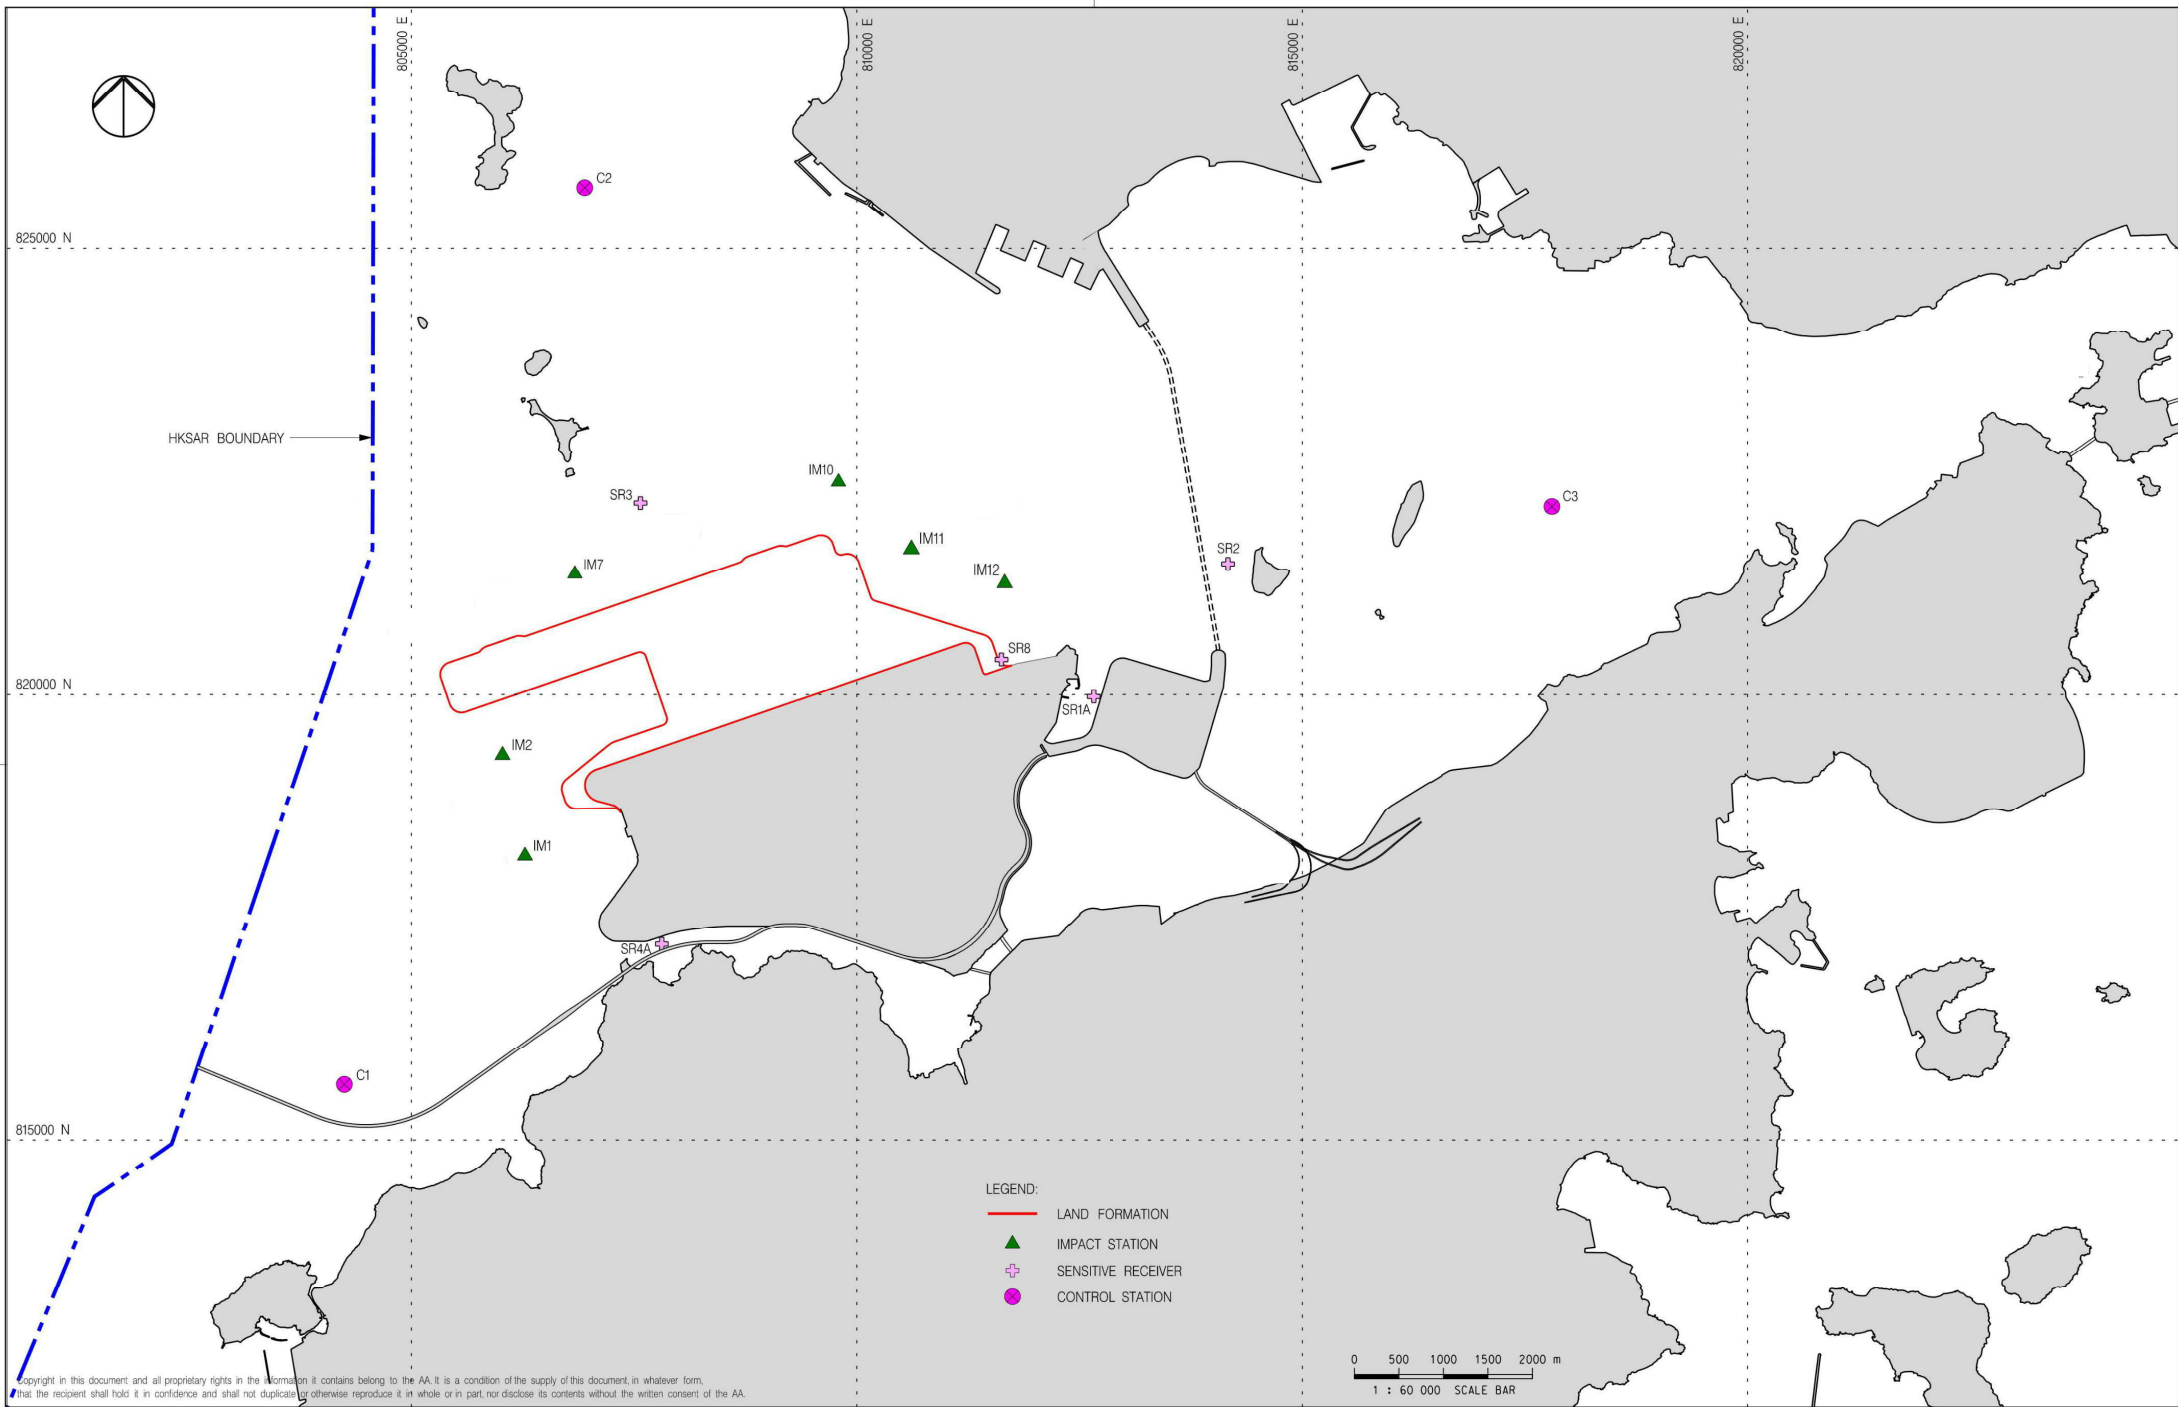 805000 E
810000 E
815000 E
820000 E
C2
825000 N
HKSAR BOUNDARY
IM10
SR3
C3
IM11
SR2
IM7
IM12
SR8
820000 N
SR1A
IM2
IM1
SR4A
C1
815000 N
LEGEND:
LAND FORMATION
IMPACT STATION
SENSITIVE RECEIVER
CONTROL STATION
0 500 1000 1500 2000 m
1 : 60 000 SCALE BAR
Copyright in this document and all proprietary rights in the information it contains belong to the AA. It is a condition of the supply of this document, in whatever form,
that the recipient shall hold it in confidence and shall not duplicate or otherwise reproduce it in whole or in part, nor disclose its contents without the written consent of the AA.